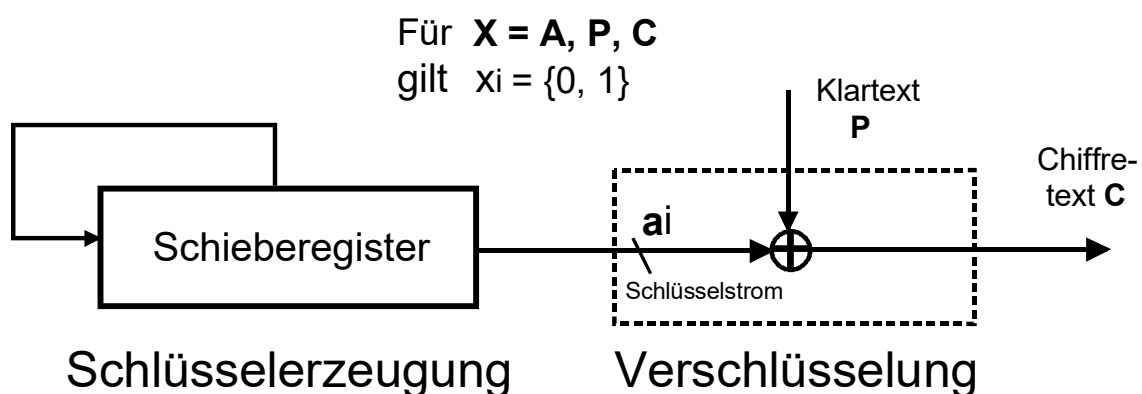 Für X = A, P, C
gilt xi = {0, 1}
Klartext
P
Chiffre-
text C
ai
Schieberegister
Schlüsselstrom
Schlüsselerzeugung
Verschlüsselung